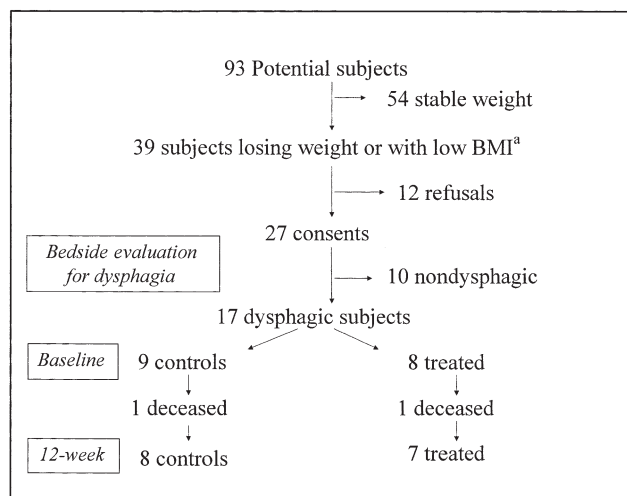 93 Potential subjects
54 stable weight
39 subjects losing weight or with low BMIa
12 refusals
27 consents
Bedside evaluation
for dysphagia
10 nondysphagic
17 dysphagic subjects
Baseline
9 controls
8 treated
1 deceased
1 deceased
12-week
8 controls
7 treated